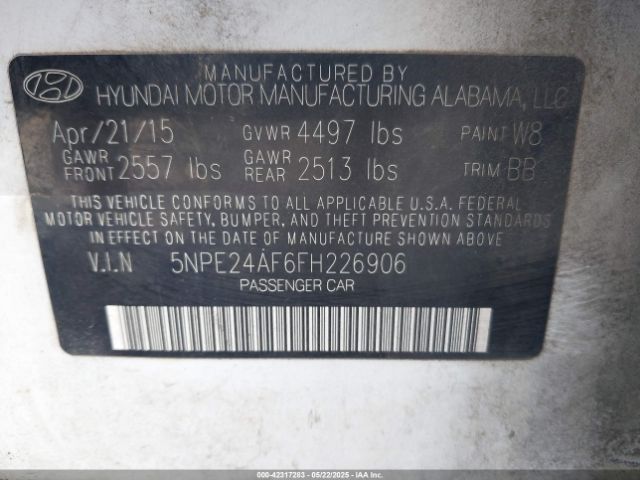 MANUFACTURED BY
HYUNDAI MOTOR MANUFACTURING ALABAMA, LLC
Apr/21/15 GVWR 4497 lbs PAINT W8
GAWR FRONT 2557 lbs GAWR REAR 2513 lbs TRIM BB
THIS VEHICLE CONFORMS TO ALL APPLICABLE U.S.A. FEDERAL
MOTOR VEHICLE SAFETY, BUMPER, AND THEFT PREVENTION STANDARDS
IN EFFECT ON THE DATE OF MANUFACTURE SHOWN ABOVE
V.I.N 5NPE24AF6FH226906
PASSENGER CAR
000-42317283 - 05/22/2025 - IAAI.COM